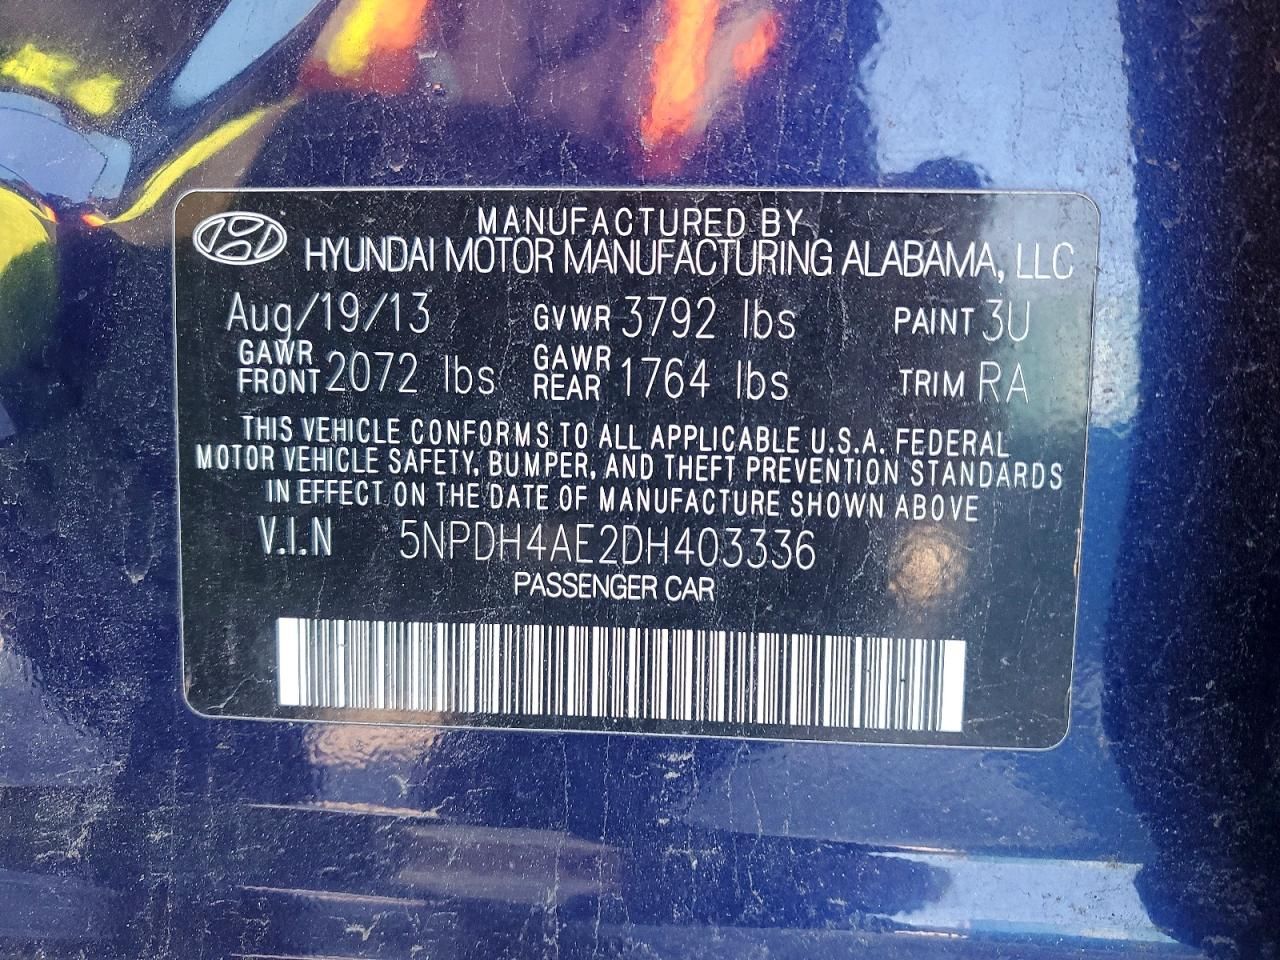 MANUFACTURED BY
HYUNDAI MOTOR MANUFACTURING ALABAMA, LLC
Aug/19/13 GVWR 3792 lbs PAINT 3U
GAWR FRONT 2072 lbs GAWR REAR 1764 lbs TRIM RA
THIS VEHICLE CONFORMS TO ALL APPLICABLE U.S.A. FEDERAL
MOTOR VEHICLE SAFETY, BUMPER, AND THEFT PREVENTION STANDARDS
IN EFFECT ON THE DATE OF MANUFACTURE SHOWN ABOVE
V.I.N 5NPDH4AE2DH403336
PASSENGER CAR